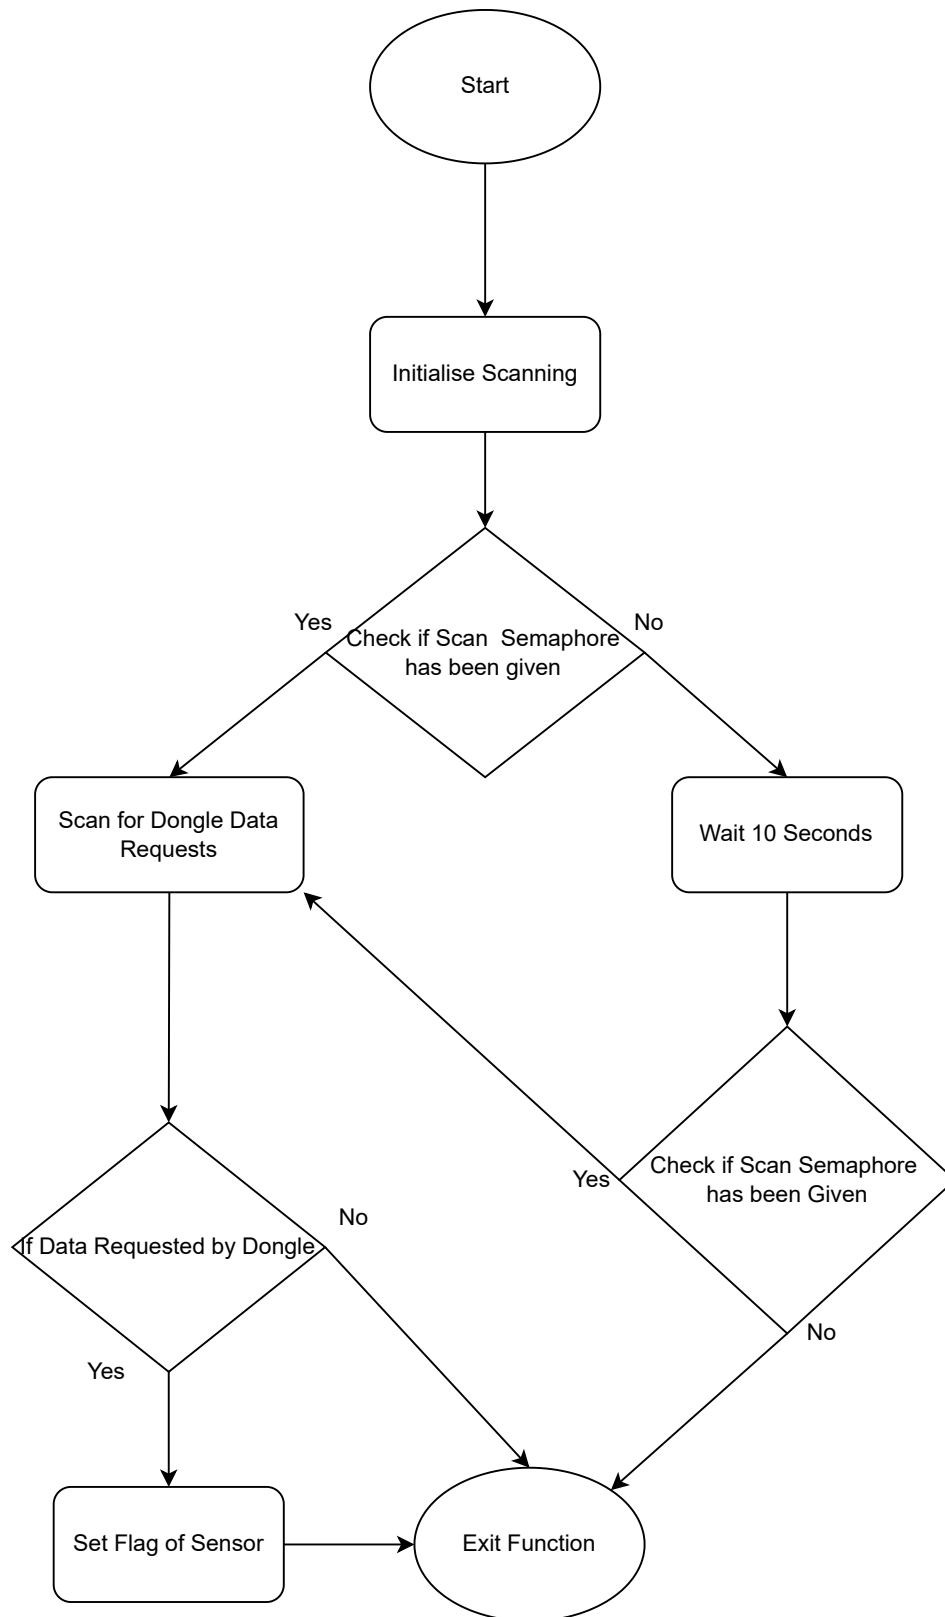 Start
Initialise Scanning
Yes
No
Check if Scan  Semaphore
has been given
Scan for Dongle Data
Requests
Wait 10 Seconds
Yes
Check if Scan Semaphore
has been Given
No
If Data Requested by Dongle
No
Yes
Set Flag of Sensor
Exit Function